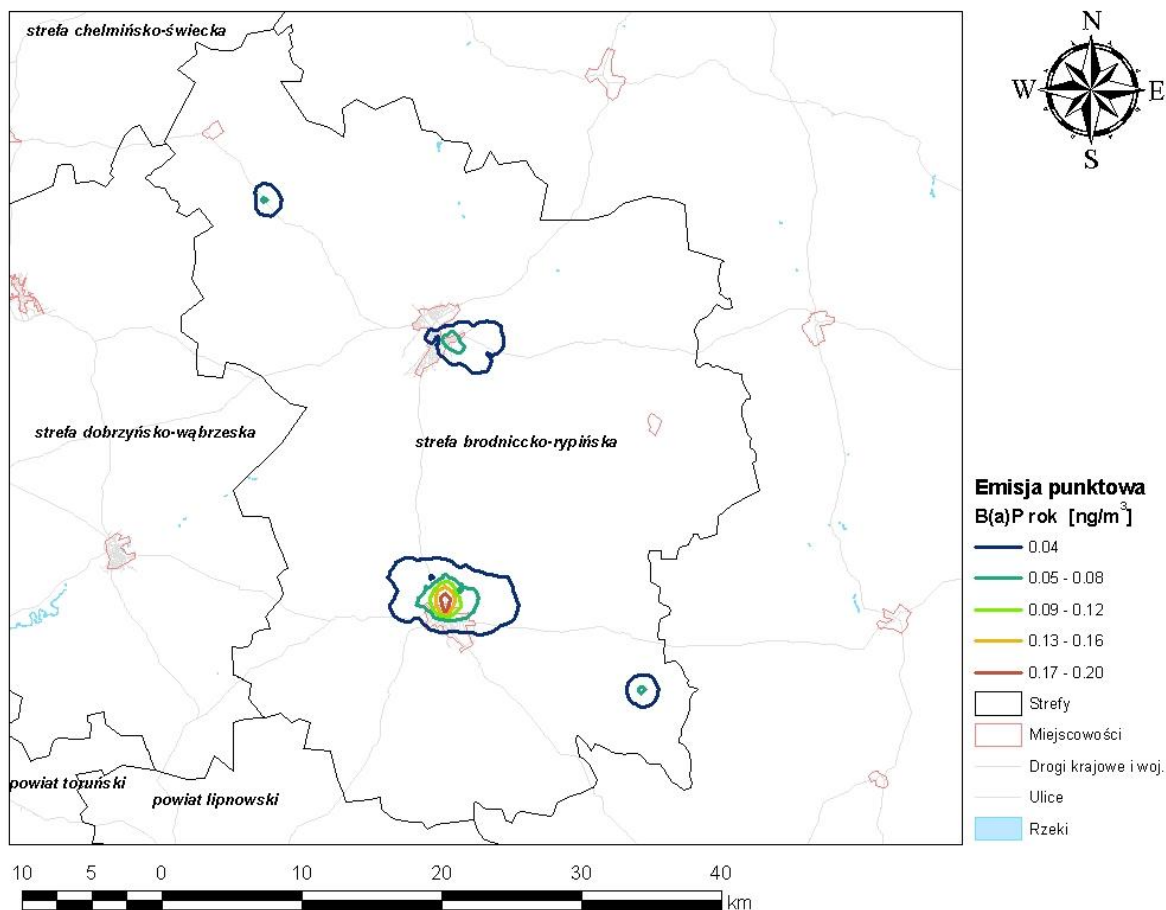 strefa chelmińsko-świecka
N
W E
S
strefa dobrzyńsko-wąbrzeska
strefa brodniccko-rypińska
powiat toruński
powiat lipnowski
Emisja punktowa
B(a)P rok [ng/m³]
0.04
0.05 - 0.08
0.09 - 0.12
0.13 - 0.16
0.17 - 0.20
Strefy
Miejscowości
Drogi krajowe i woj.
Ulice
Rzeki
10 5 0 10 20 30 40
km